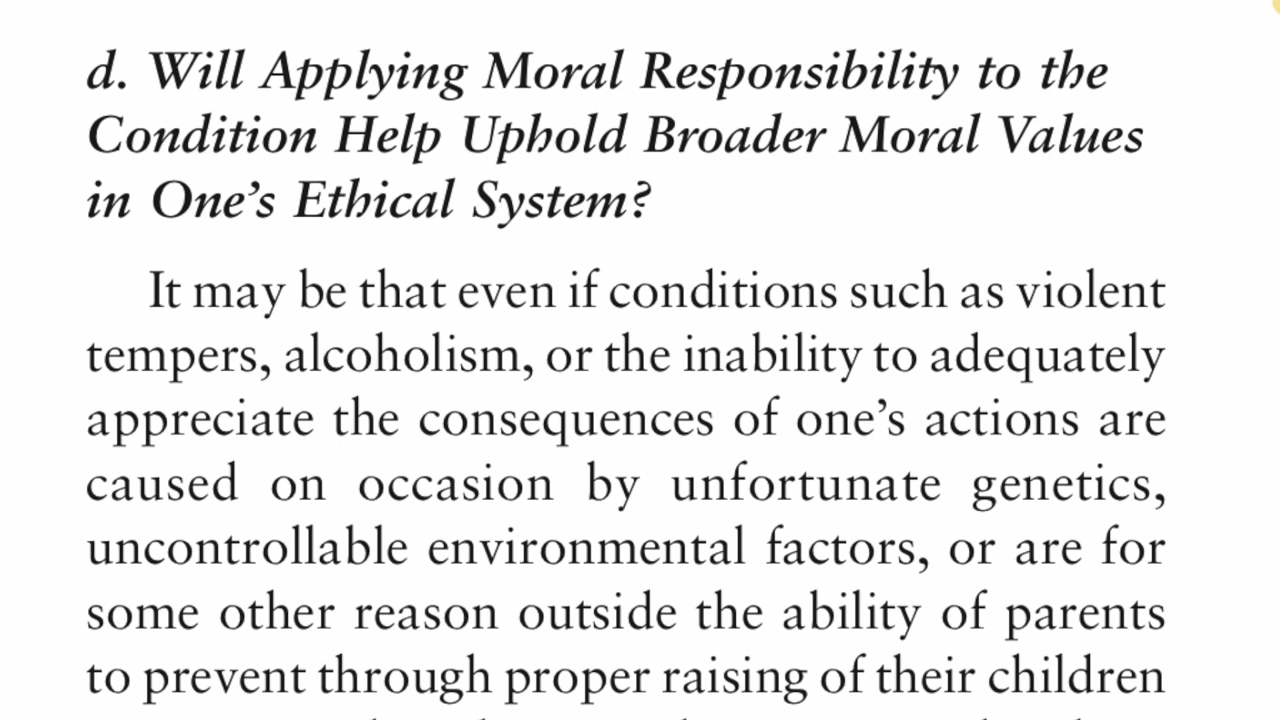 d. Will Applying Moral Responsibility to the
Condition Help Uphold Broader Moral Values
in One’s Ethical System?
It may be that even if conditions such as violent
tempers, alcoholism, or the inability to adequately
appreciate the consequences of one’s actions are
caused on occasion by unfortunate genetics,
uncontrollable environmental factors, or are for
some other reason outside the ability of parents
to prevent through proper raising of their children